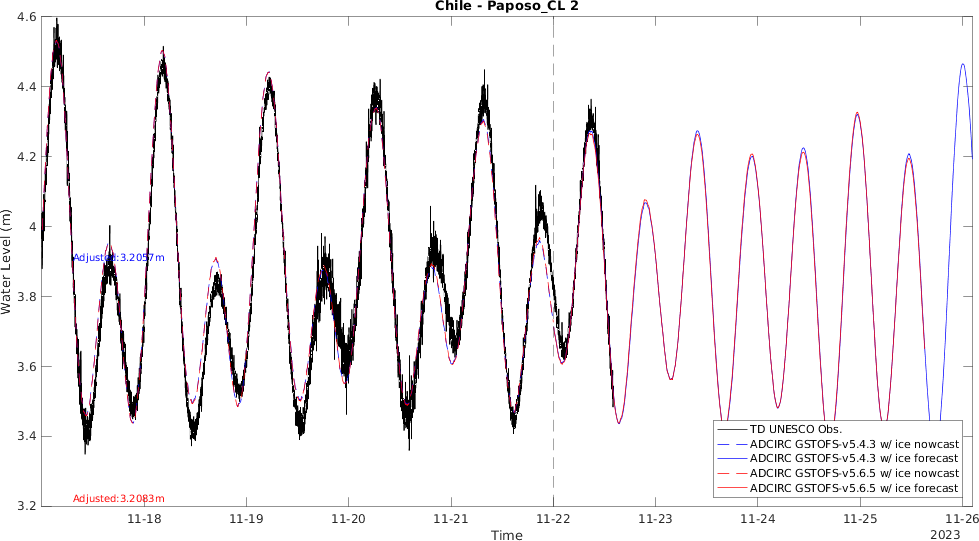 Chile - Paposo_CL 2
4.6
4.4
4.2
4
3.8
3.6
3.4
3.2
Water Level (m)
Adjusted:3.2057m
Adjusted:3.2083m
TD UNESCO Obs.
ADCIRC GSTOFS-v5.4.3 w/ ice nowcast
ADCIRC GSTOFS-v5.4.3 w/ ice forecast
ADCIRC GSTOFS-v5.6.5 w/ ice nowcast
ADCIRC GSTOFS-v5.6.5 w/ ice forecast
11-18 11-19 11-20 11-21 11-22 11-23 11-24 11-25 11-26
Time
2023